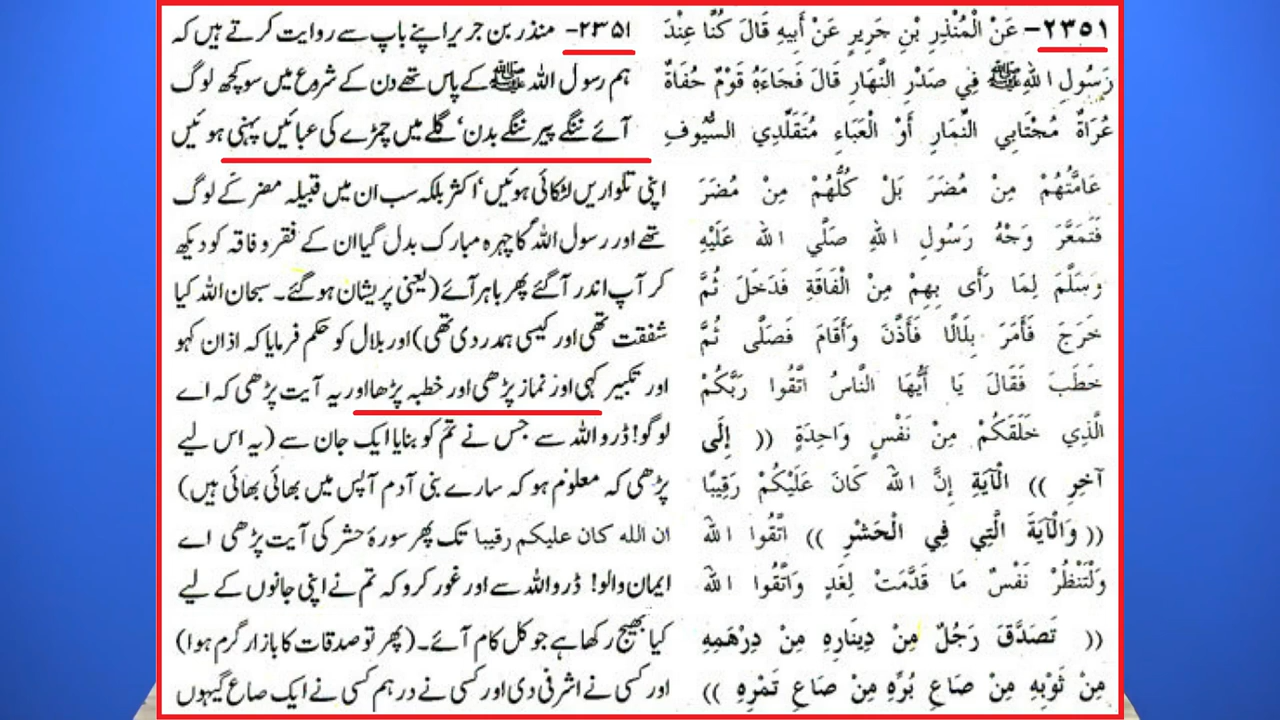 ٢٣٥١- عَنْ الْمُنْذِرِ بْنِ جَرِيرٍ عَنْ أَبِيهِ قَالَ كُنَّا عِنْدَ
رَسُولِ اللهِ ﷺ فِي صَدْرِ النَّهَارِ قَالَ فَجَاءَهُ قَوْمٌ حُفَاةٌ
عُرَاةٌ مُجْتَابِي النِّمَارِ أَوْ الْعَبَاءِ مُتَقَلِّدِي السُّيُوفِ
عَامَّتُهُمْ مِنْ مُضَرَ بَلْ كُلُّهُمْ مِنْ مُضَرَ
فَتَمَعَّرَ وَجْهُ رَسُولِ اللهِ صَلَّي الله عَلَيْهِ
وَسَلَّمَ لِمَا رَأَى بِهِمْ مِنْ الْفَاقَةِ فَدَخَلَ ثُمَّ
خَرَجَ فَأَمَرَ بِلَالًا فَأَذَّنَ وَأَقَامَ فَصَلَّى ثُمَّ
خَطَبَ فَقَالَ يَا أَيُّهَا النَّاسُ اتَّقُوا رَبَّكُمْ
الَّذِي خَلَقَكُمْ مِنْ نَفْسٍ وَاحِدَةٍ (( إِلَى
آخِرِ )) الْآيَةِ إِنَّ اللهَ كَانَ عَلَيْكُمْ رَقِيبًا
(( وَالْآيَةَ الَّتِي فِي الْحَشْرِ )) اتَّقُوا اللهَ
وَلْتَنْظُرْ نَفْسٌ مَا قَدَّمَتْ لِغَدٍ وَاتَّقُوا اللهَ
(( تَصَدَّقَ رَجُلٌ مِنْ دِينَارِهِ مِنْ دِرْهَمِهِ
مِنْ ثَوْبِهِ مِنْ صَاعِ بُرِّهِ مِنْ صَاعِ تَمْرِهِ ))
۲۳۵۱- منذر بن جریر اپنے باپ سے روایت کرتے ہیں کہ
ہم رسول اللہ ﷺ کے پاس تھے دن کے شروع میں سو کچھ لوگ
آئے ننگے پیر ننگے بدن‘ گلے میں چمڑے کی عبائیں پہنی ہوئیں
اپنی تلواریں لٹکائی ہوئیں‘ اکثر بلکہ سب ان میں قبیلہ مضر کے لوگ
تھے اور رسول اللہؐ کا چہرہ مبارک بدل گیا ان کے فقر و فاقہ کو دیکھ
کر آپ اندر آگئے پھر باہر آئے (یعنی پریشان ہو گئے۔ سبحان اللہ کیا
شفقت تھی اور کیسی ہمدردی تھی) اور بلال کو حکم فرمایا کہ اذان کہو
اور تکبیر کہی اور نماز پڑھی اور خطبہ پڑھا اور یہ آیت پڑھی کہ اے
لوگو! ڈرو اللہ سے جس نے تم کو بنایا ایک جان سے (یہ اس لیے
پڑھی کہ معلوم ہو کہ سارے بنی آدم آپس میں بھائی بھائی ہیں)
ان الله كان عليكم رقيبا تک پھر سورۂ حشر کی آیت پڑھی اے
ایمان والو! ڈرو اللہ سے اور غور کرو کہ تم نے اپنی جانوں کے لیے
کیا بھیج رکھا ہے جو کل کام آئے۔ (پھر تو صدقات کا بازار گرم ہوا)
اور کسی نے اشرفی دی اور کسی نے درہم کسی نے ایک صاع گیہوں